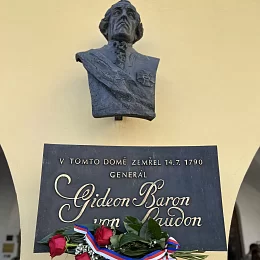 V TOMTO DOMĚ ZEMŘEL 14.7. 1790
GENERÁL
Gideon Baron
von Laudon